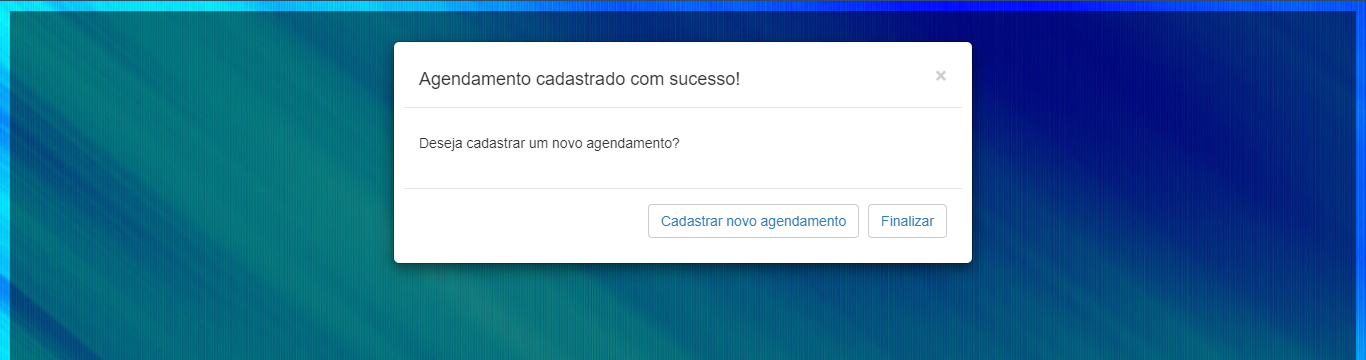 Agendamento cadastrado com sucesso!
×
Deseja cadastrar um novo agendamento?
Cadastrar novo agendamento
Finalizar